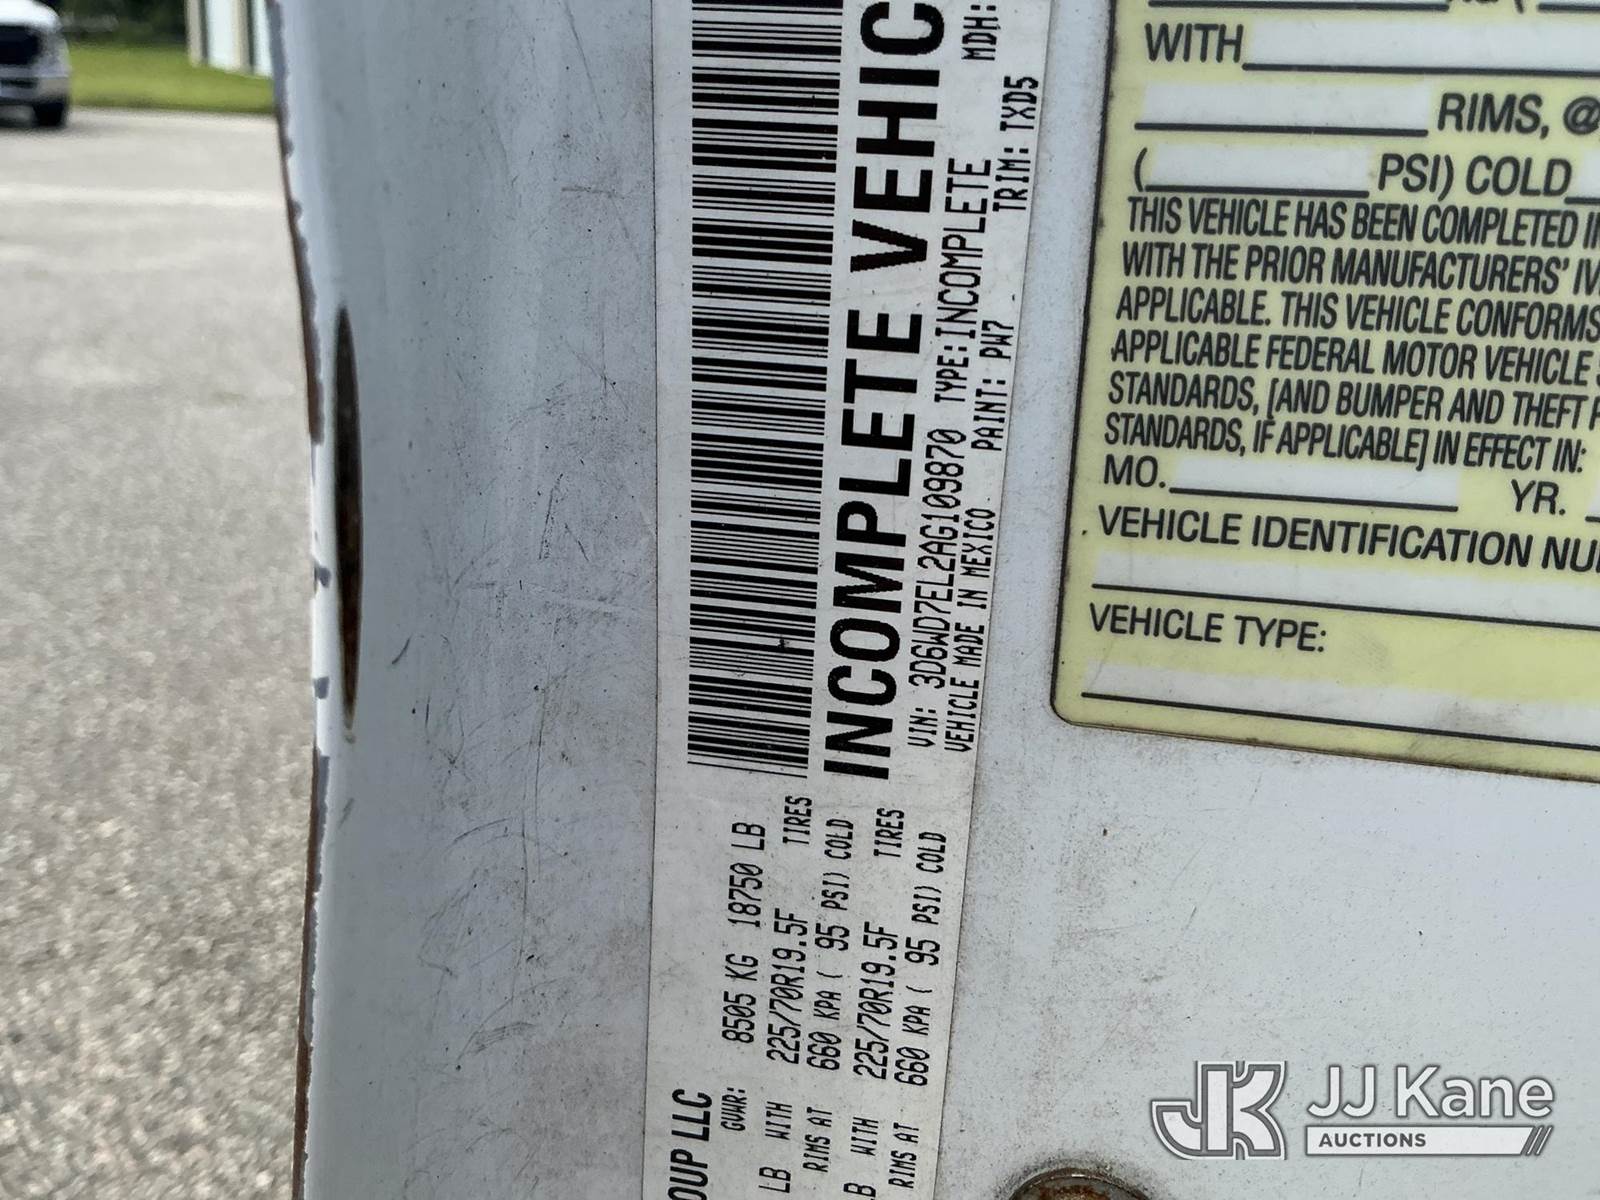 OUP LLC
GVWR: 8505 KG 18750 LB
LB WITH 225/70R19.5F TIRES
RIMS AT 660 KPA ( 95 PSI) COLD
LB WITH 225/70R19.5F TIRES
RIMS AT 660 KPA ( 95 PSI) COLD
INCOMPLETE VEHIC
VIN: 3D6WD7EL2AG109870 TYPE: INCOMPLETE
VEHICLE MADE IN MEXICO PAINT: PW7 TRIM: TXD5
MDH:
WITH
RIMS, @
( PSI) COLD
THIS VEHICLE HAS BEEN COMPLETED IN
WITH THE PRIOR MANUFACTURERS' IV
APPLICABLE. THIS VEHICLE CONFORMS
APPLICABLE FEDERAL MOTOR VEHICLE S
STANDARDS, [AND BUMPER AND THEFT P
STANDARDS, IF APPLICABLE] IN EFFECT IN:
MO. YR.
VEHICLE IDENTIFICATION NU
VEHICLE TYPE:
JK JJ Kane
AUCTIONS